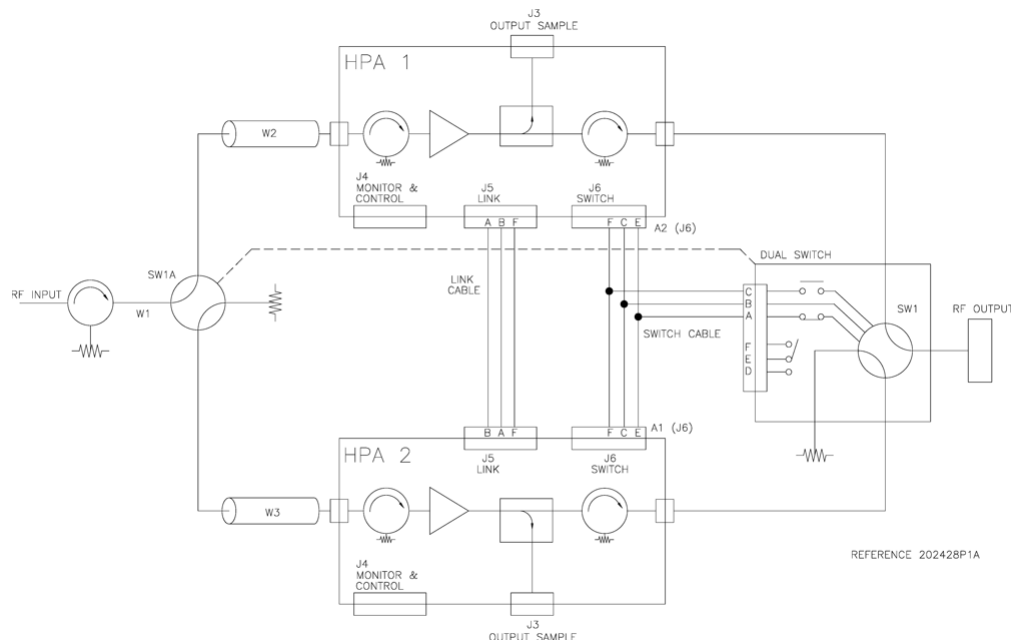 J3
OUTPUT SAMPLE
HPA 1
W2
J4
MONITOR &
CONTROL
J5
LINK
J6
SWITCH
A B F
F C E
A2 (J6)
DUAL SWITCH
SW1A
RF INPUT
W1
LINK
CABLE
C
B
A
SWITCH CABLE
F
E
D
SW1
RF OUTPUT
B A F
F C E
A1 (J6)
HPA 2
J5
LINK
J6
SWITCH
W3
J4
MONITOR &
CONTROL
J3
OUTPUT SAMPLE
REFERENCE 202428P1A